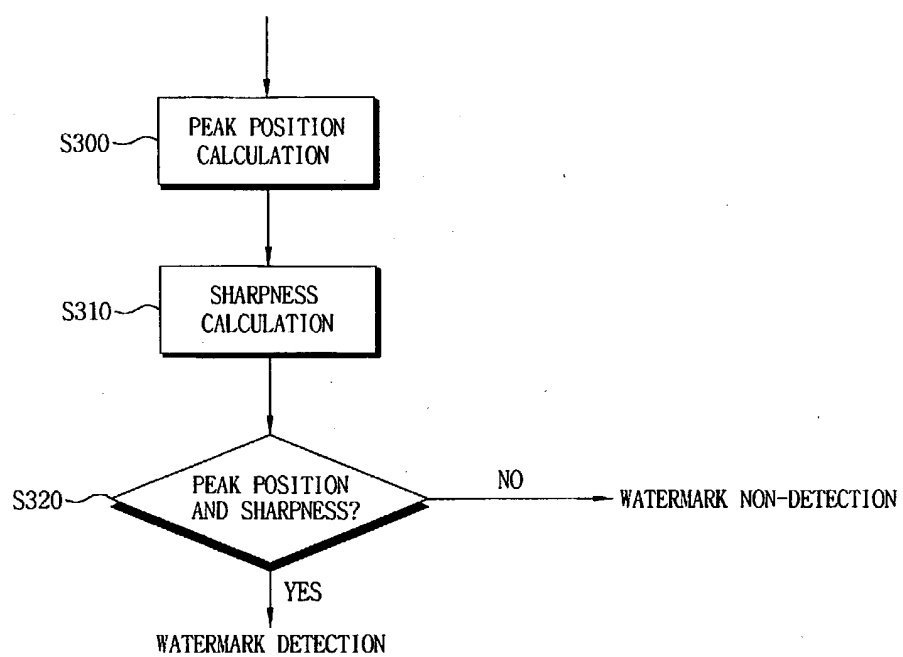 S300
PEAK POSITION
CALCULATION
S310
SHARPNESS
CALCULATION
S320
PEAK POSITION
AND SHARPNESS?
NO
WATERMARK NON-DETECTION
YES
WATERMARK DETECTION